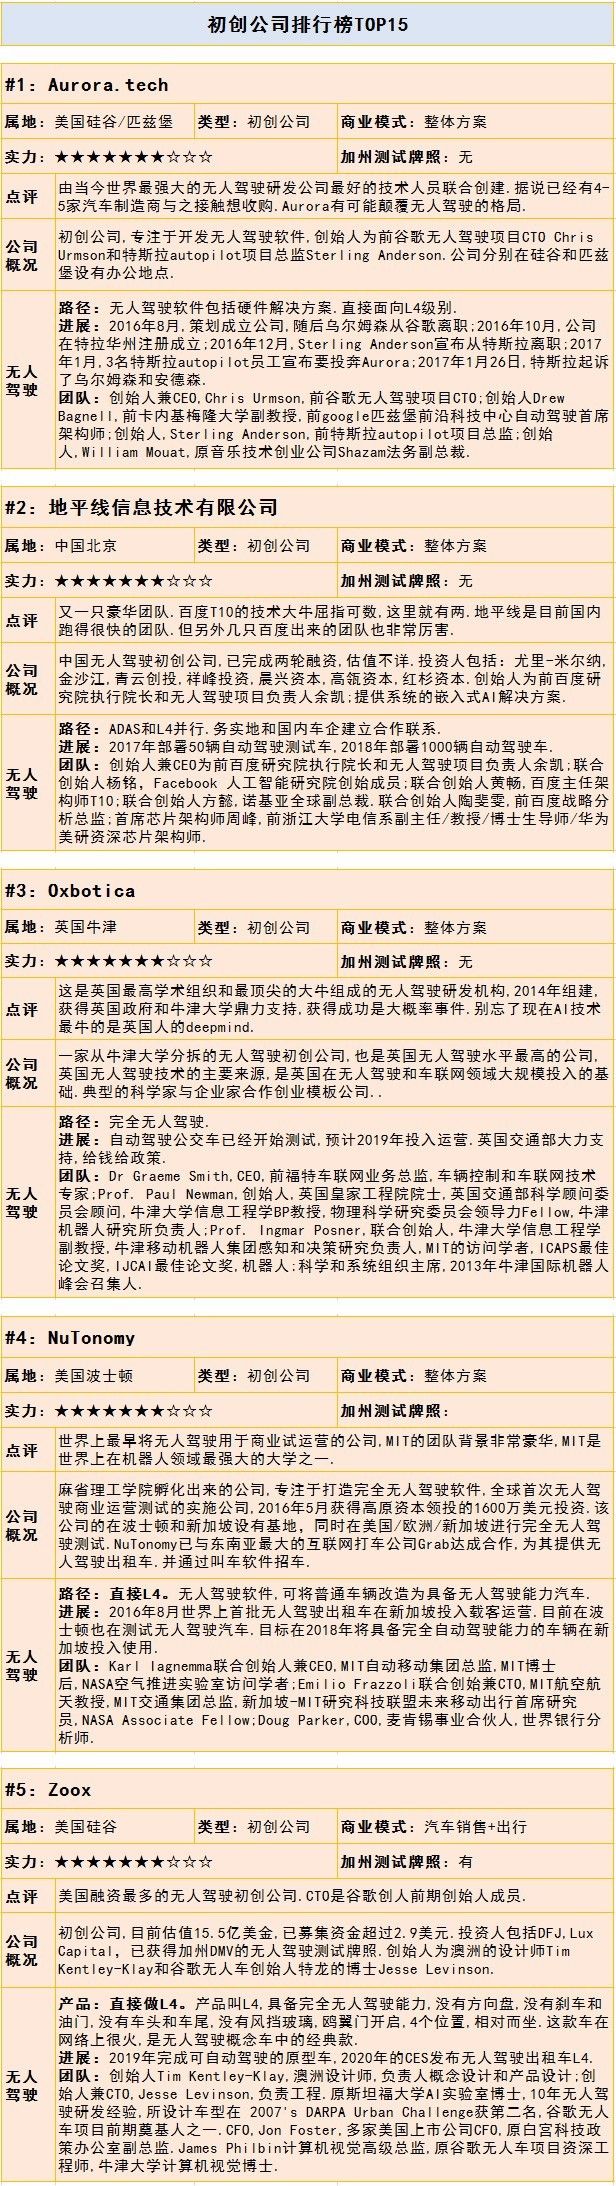 初创公司排行榜TOP15
#1: Aurora.tech
属地: 美国硅谷/匹兹堡 类型: 初创公司 商业模式: 整体方案
实力: ★★★★★★★☆☆☆ 加州测试牌照: 无
点评
由当今世界最强大的无人驾驶研发公司最好的技术人员联合创建.据说已经有4-
5家汽车制造商与之接触想收购.Aurora有可能颠覆无人驾驶的格局.
公司
概况
初创公司,专注于开发无人驾驶软件,创始人为前谷歌无人驾驶项目CTO Chris
Urmson和特斯拉autopilot项目总监Sterling Anderson.公司分别在硅谷和匹兹
堡设有办公地点.
无人
驾驶
路径: 无人驾驶软件包括硬件解决方案.直接面向L4级别.
进展: 2016年8月,策划成立公司,随后乌尔姆森从谷歌离职;2016年10月,公司
在特拉华州注册成立;2016年12月,Sterling Anderson宣布从特斯拉离职;2017
年1月,3名特斯拉autopilot员工宣布要投奔Aurora;2017年1月26日,特斯拉起诉
了乌尔姆森和安德森.
团队: 创始人兼CEO,Chris Urmson,前谷歌无人驾驶项目CTO;创始人Drew
Bagnell,前卡内基梅隆大学副教授,前google匹兹堡前沿科技中心自动驾驶首席
架构师;创始人,Sterling Anderson,前特斯拉autopilot项目总监;创始
人,William Mouat,原音乐技术创业公司Shazam法务副总裁.
#2: 地平线信息技术有限公司
属地: 中国北京 类型: 初创公司 商业模式: 整体方案
实力: ★★★★★★★☆☆☆ 加州测试牌照: 无
点评
又一只豪华团队.百度T10的技术大牛屈指可数,这里就有两.地平线是目前国内
跑得很快的团队.但另外几只百度出来的团队也非常厉害.
公司
概况
中国无人驾驶初创公司,已完成两轮融资,估值不详.投资人包括: 尤里-米尔纳,
金沙江,青云创投,祥峰投资,晨兴资本,高瓴资本,红杉资本.创始人为前百度研
究院执行院长和无人驾驶项目负责人余凯;提供系统的嵌入式AI解决方案.
无人
驾驶
路径: ADAS和L4并行.务实地和国内车企建立合作联系.
进展: 2017年部署50辆自动驾驶测试车,2018年部署1000辆自动驾驶车.
团队: 创始人兼CEO为前百度研究院执行院长和无人驾驶项目负责人余凯;联合
创始人杨铭, Facebook 人工智能研究院创始成员;联合创始人黄畅,百度主任架
构师T10;联合创始人方懿,诺基亚全球副总裁.联合创始人陶斐雯,前百度战略分
析总监;首席芯片架构师周峰,前浙江大学电信系副主任/教授/博士生导师/华为
美研资深芯片架构师.
#3: Oxbotica
属地: 英国牛津 类型: 初创公司 商业模式: 整体方案
实力: ★★★★★★★☆☆☆ 加州测试牌照: 无
点评
这是英国最高学术组织和最顶尖的大牛组成的无人驾驶研发机构,2014年组建,
获得英国政府和牛津大学鼎力支持,获得成功是大概率事件.别忘了现在AI技术
最牛的是英国人的deepmind.
公司
概况
一家从牛津大学分拆的无人驾驶初创公司,也是英国无人驾驶水平最高的公司,
英国无人驾驶技术的主要来源,是英国在无人驾驶和车联网领域大规模投入的基
础.典型的科学家与企业家合作创业模板公司..
无人
驾驶
路径: 完全无人驾驶.
进展: 自动驾驶公交车已经开始测试,预计2019年投入运营.英国交通部大力支
持,给钱给政策.
团队: Dr Graeme Smith,CEO,前福特车联网业务总监,车辆控制和车联网技术
专家;Prof. Paul Newman,创始人,英国皇家工程院院士,英国交通部科学顾问委
员会顾问,牛津大学信息工程学BP教授,物理科学研究委员会领导力Fellow,牛津
机器人研究所负责人;Prof. Ingmar Posner,联合创始人,牛津大学信息工程学
副教授,牛津移动机器人集团感知和决策研究负责人,MIT的访问学者,ICAPS最佳
论文奖,IJCAI最佳论文奖,机器人:科学和系统组织主席,2013年牛津国际机器人
峰会召集人.
#4: NuTonomy
属地: 美国波士顿 类型: 初创公司 商业模式: 整体方案
实力: ★★★★★★★☆☆☆ 加州测试牌照:
点评
世界上最早将无人驾驶用于商业试运营的公司,MIT的团队背景非常豪华,MIT是
世界上在机器人领域最强大的大学之一.
公司
概况
麻省理工学院孵化出来的公司,专注于打造完全无人驾驶软件,全球首次无人驾
驶商业运营测试的实施公司,2016年5月获得高原资本领投的1600万美元投资.该
公司的在波士顿和新加坡设有基地, 同时在美国/欧洲/新加坡进行完全无人驾
驶测试.NuTonomy已与东南亚最大的互联网打车公司Grab达成合作,为其提供无
人驾驶出租车.并通过叫车软件招车.
无人
驾驶
路径: 直接L4。无人驾驶软件,可将普通车辆改造为具备无人驾驶能力汽车.
进展: 2016年8月世界上首批无人驾驶出租车在新加坡投入载客运营.目前在波
士顿也在测试无人驾驶汽车.目标在2018年将具备完全自动驾驶能力的车辆在新
加坡投入使用.
团队: Karl Iagnemma联合创始人兼CEO,MIT自动移动集团总监,MIT博士
后,NASA空气推进实验室访问学者;Emilio Frazzoli联合创始兼CTO,MIT航空航
天教授,MIT交通集团总监,新加坡-MIT研究科技联盟未来移动出行首席研究
员,NASA Associate Fellow;Doug Parker,COO,麦肯锡事业合伙人,世界银行分
析师.
#5: Zoox
属地: 美国硅谷 类型: 初创公司 商业模式: 汽车销售+出行
实力: ★★★★★★★☆☆☆ 加州测试牌照: 有
点评
美国融资最多的无人驾驶初创公司.CTO是谷歌创人前期创始人成员.
公司
概况
初创公司,目前估值15.5亿美金,已募集资金超过2.9美元.投资人包括DFJ,Lux
Capital, 已获得加州DMV的无人驾驶测试牌照.创始人为澳洲的设计师Tim
Kentley-Klay和谷歌无人车创始人特龙的博士Jesse Levinson.
无人
驾驶
产品: 直接做L4。产品叫L4,具备完全无人驾驶能力,没有方向盘,没有刹车和
油门,没有车头和车尾,没有风挡玻璃,鸥翼门开启,4个位置,相对而坐.这款车在
网络上很火,是无人驾驶概念车中的经典款.
进展: 2019年完成可自动驾驶的原型车,2020年的CES发布无人驾驶出租车L4.
团队: 创始人Tim Kentley-Klay,澳洲设计师,负责人概念设计和产品设计;创
始人兼CTO,Jesse Levinson,负责工程.原斯坦福大学AI实验室博士,10年无人驾
驶研发经验,所设计车型在 2007's DARPA Urban Challenge获第二名,谷歌无人
车项目前期奠基人之一.CFO,Jon Foster,多家美国上市公司CFO,原白宫科技政
策办公室副总监.James Philbin计算机视觉高级总监,原谷歌无人车项目资深工
程师,牛津大学计算机视觉博士.